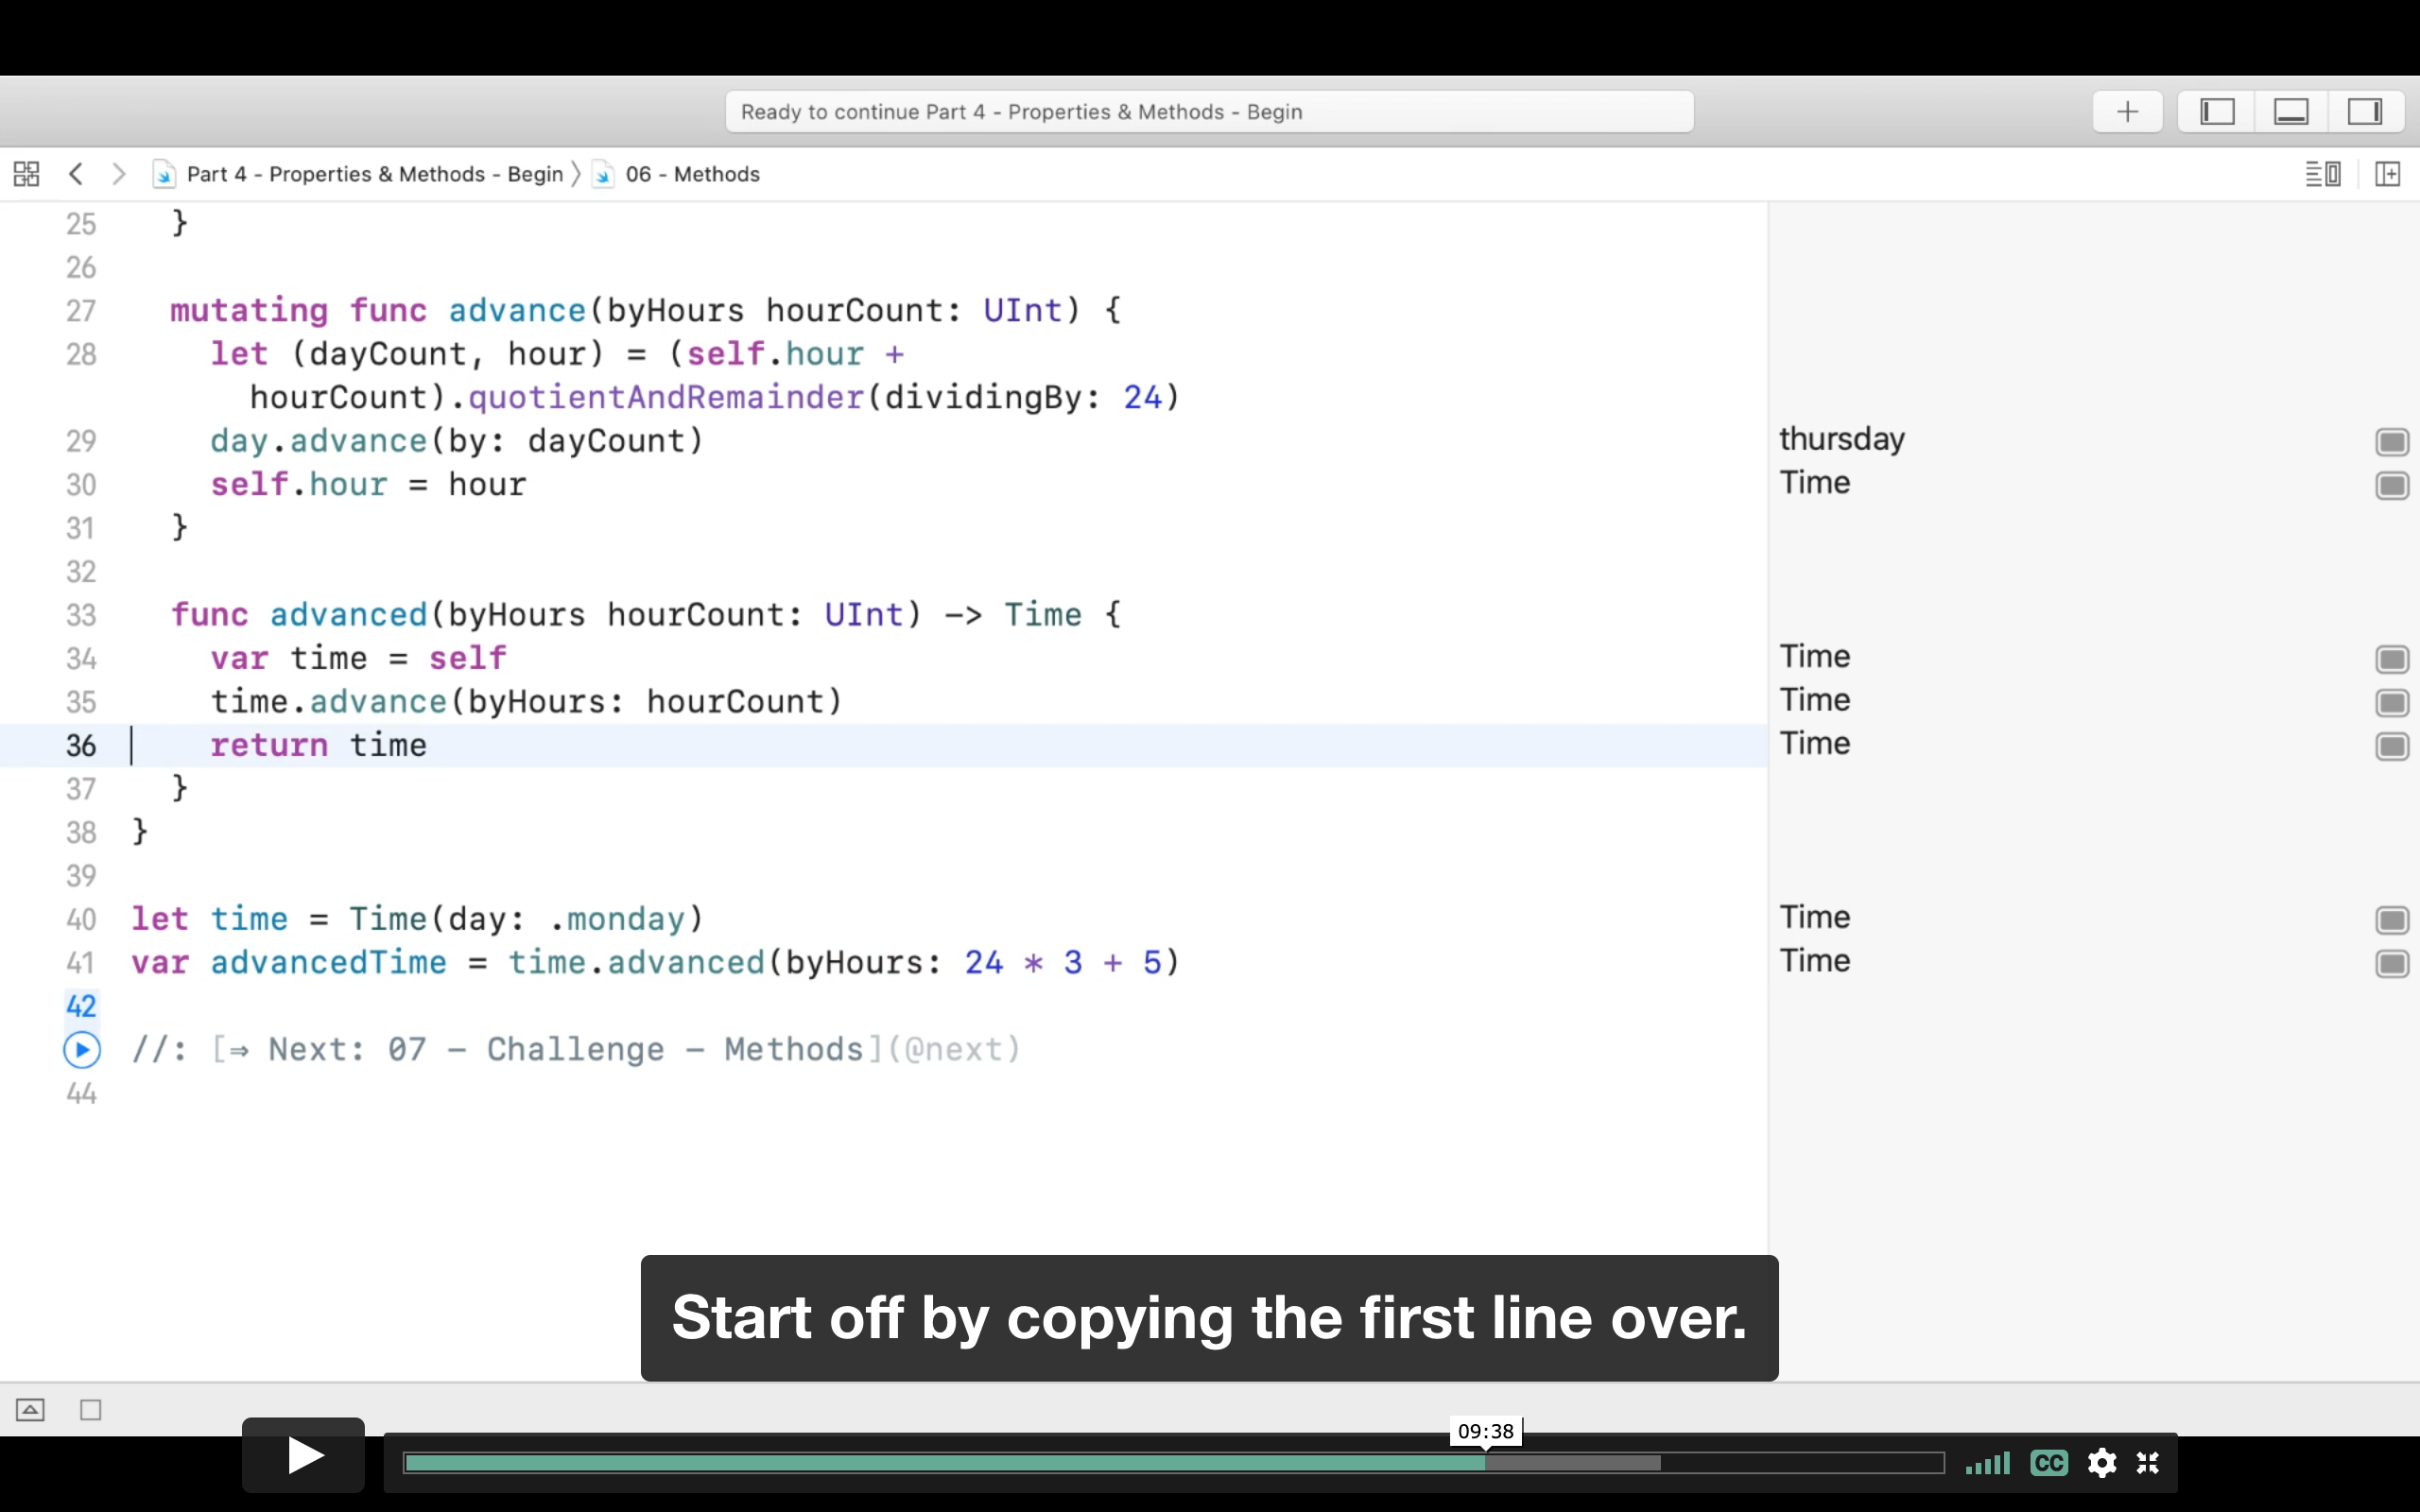 Ready to continue Part 4 - Properties & Methods - Begin
Part 4 - Properties & Methods - Begin 〉 06 - Methods
25 }
26
27 mutating func advance(byHours hourCount: UInt) {
28 let (dayCount, hour) = (self.hour +
hourCount).quotientAndRemainder(dividingBy: 24)
29 day.advance(by: dayCount) thursday
30 self.hour = hour Time
31 }
32
33 func advanced(byHours hourCount: UInt) -> Time {
34 var time = self Time
35 time.advance(byHours: hourCount) Time
36 return time Time
37 }
38 }
39
40 let time = Time(day: .monday) Time
41 var advancedTime = time.advanced(byHours: 24 * 3 + 5) Time
42
//: [⇒ Next: 07 - Challenge - Methods](@next)
44
Start off by copying the first line over.
09:38
CC